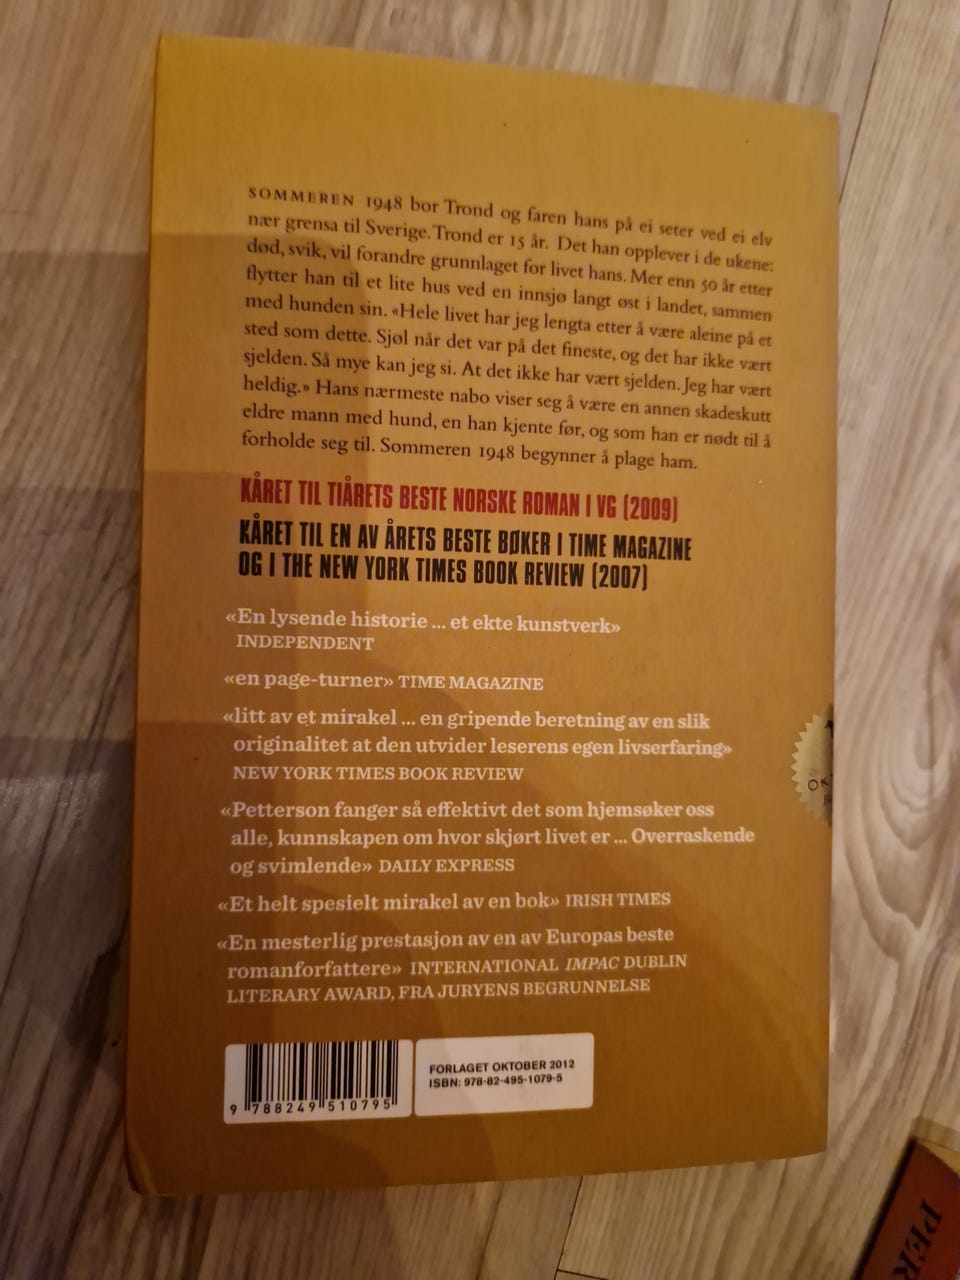 SOMMEREN 1948 bor Trond og faren hans på ei seter ved ei elv
nær grensa til Sverige. Trond er 15 år. Det han opplever i de ukene:
død, svik, vil forandre grunnlaget for livet hans. Mer enn 50 år etter
flytter han til et lite hus ved en innsjø langt øst i landet, sammen
med hunden sin. «Hele livet har jeg lengta etter å være aleine på et
sted som dette. Sjøl når det var på det fineste, og det har ikke vært
sjelden. Så mye kan jeg si. At det ikke har vært sjelden. Jeg har vært
heldig.» Hans nærmeste nabo viser seg å være en annen skadeskutt
eldre mann med hund, en han kjente før, og som han er nødt til å
forholde seg til. Sommeren 1948 begynner å plage ham.
KÅRET TIL TIÅRETS BESTE NORSKE ROMAN I VG (2009)
KÅRET TIL EN AV ÅRETS BESTE BØKER I TIME MAGAZINE
OG I THE NEW YORK TIMES BOOK REVIEW (2007)
«En lysende historie ... et ekte kunstverk»
INDEPENDENT
«en page-turner» TIME MAGAZINE
«litt av et mirakel ... en gripende beretning av en slik
originalitet at den utvider leserens egen livserfaring»
NEW YORK TIMES BOOK REVIEW
«Petterson fanger så effektivt det som hjemsøker oss
alle, kunnskapen om hvor skjørt livet er ... Overraskende
og svimlende» DAILY EXPRESS
«Et helt spesielt mirakel av en bok» IRISH TIMES
«En mesterlig prestasjon av en av Europas beste
romanforfattere» INTERNATIONAL IMPAC DUBLIN
LITERARY AWARD, FRA JURYENS BEGRUNNELSE
9 788249 510795
FORLAGET OKTOBER 2012
ISBN: 978-82-495-1079-5